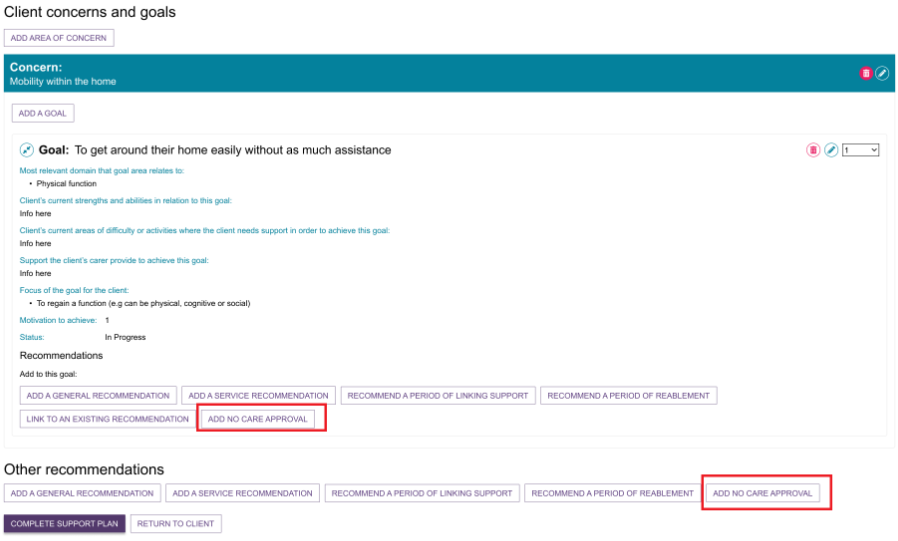 Client concerns and goals
ADD AREA OF CONCERN
Concern:
Mobility within the home
ADD A GOAL
Goal: To get around their home easily without as much assistance
1
Most relevant domain that goal area relates to:
• Physical function
Client's current strengths and abilities in relation to this goal:
Info here
Client's current areas of difficulty or activities where the client needs support in order to achieve this goal:
Info here
Support the client's carer provide to achieve this goal:
Info here
Focus of the goal for the client:
• To regain a function (e.g can be physical, cognitive or social)
Motivation to achieve: 1
Status: In Progress
Recommendations
Add to this goal:
ADD A GENERAL RECOMMENDATION ADD A SERVICE RECOMMENDATION RECOMMEND A PERIOD OF LINKING SUPPORT RECOMMEND A PERIOD OF REABLEMENT
LINK TO AN EXISTING RECOMMENDATION ADD NO CARE APPROVAL
Other recommendations
ADD A GENERAL RECOMMENDATION ADD A SERVICE RECOMMENDATION RECOMMEND A PERIOD OF LINKING SUPPORT RECOMMEND A PERIOD OF REABLEMENT ADD NO CARE APPROVAL
COMPLETE SUPPORT PLAN RETURN TO CLIENT